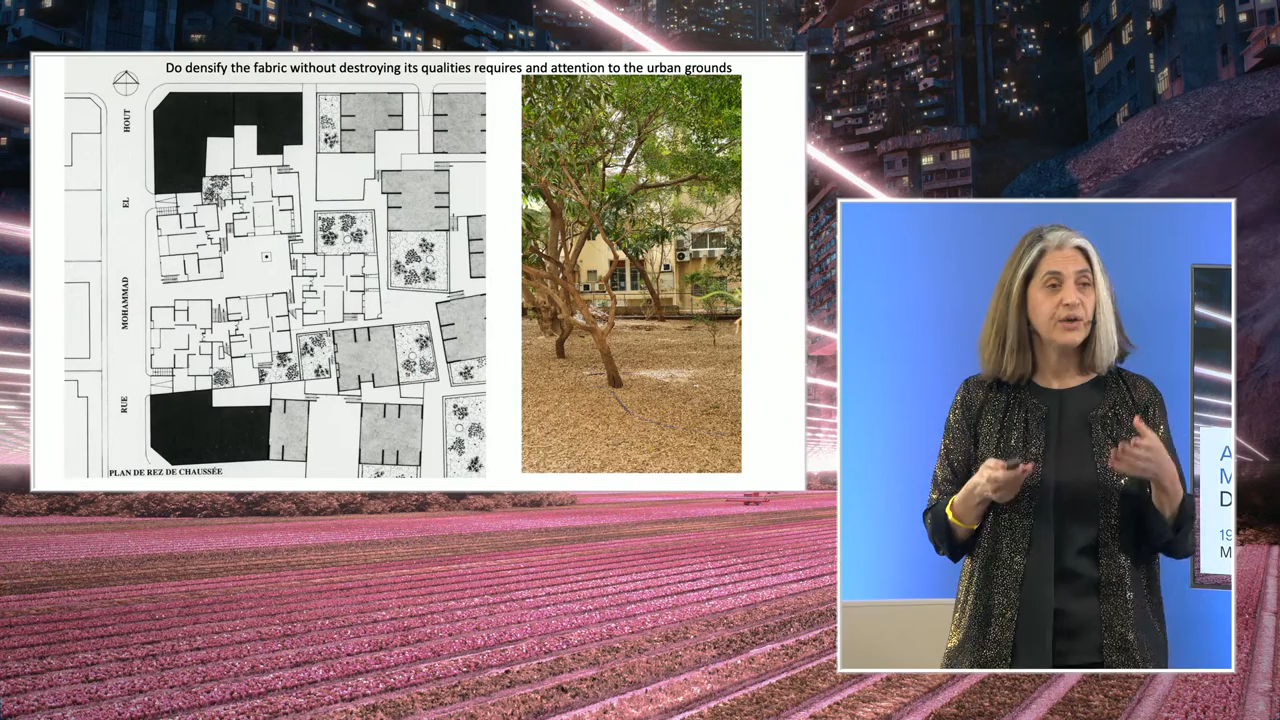 Do densify the fabric without destroying its qualities requires and attention to the urban grounds
HOUT
EL
MOHAMMAD
RUE
PLAN DE REZ DE CHAUSSÉE
A
M
D
19
M